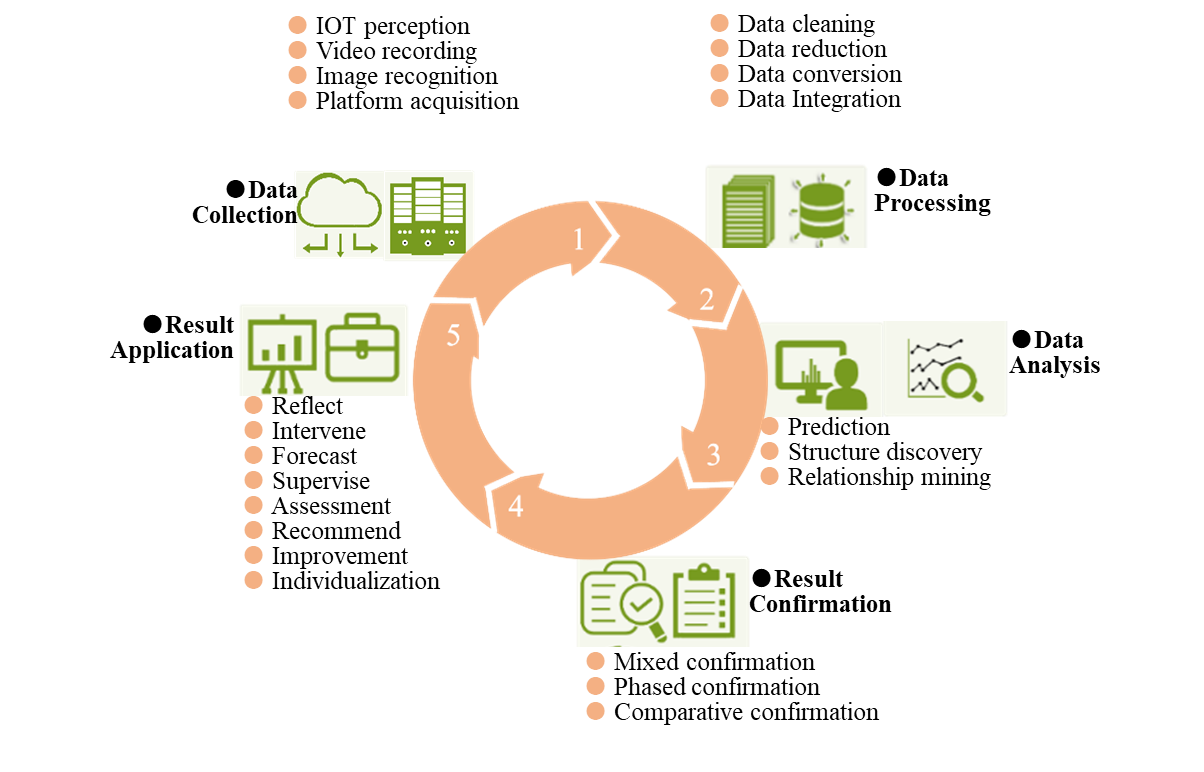 IOT perception
Video recording
Image recognition
Platform acquisition
Data cleaning
Data reduction
Data conversion
Data Integration
Data
Collection
Data
Processing
1
2
3
4
5
Result
Application
Reflect
Intervene
Forecast
Supervise
Assessment
Recommend
Improvement
Individualization
Data
Analysis
Prediction
Structure discovery
Relationship mining
Result
Confirmation
Mixed confirmation
Phased confirmation
Comparative confirmation